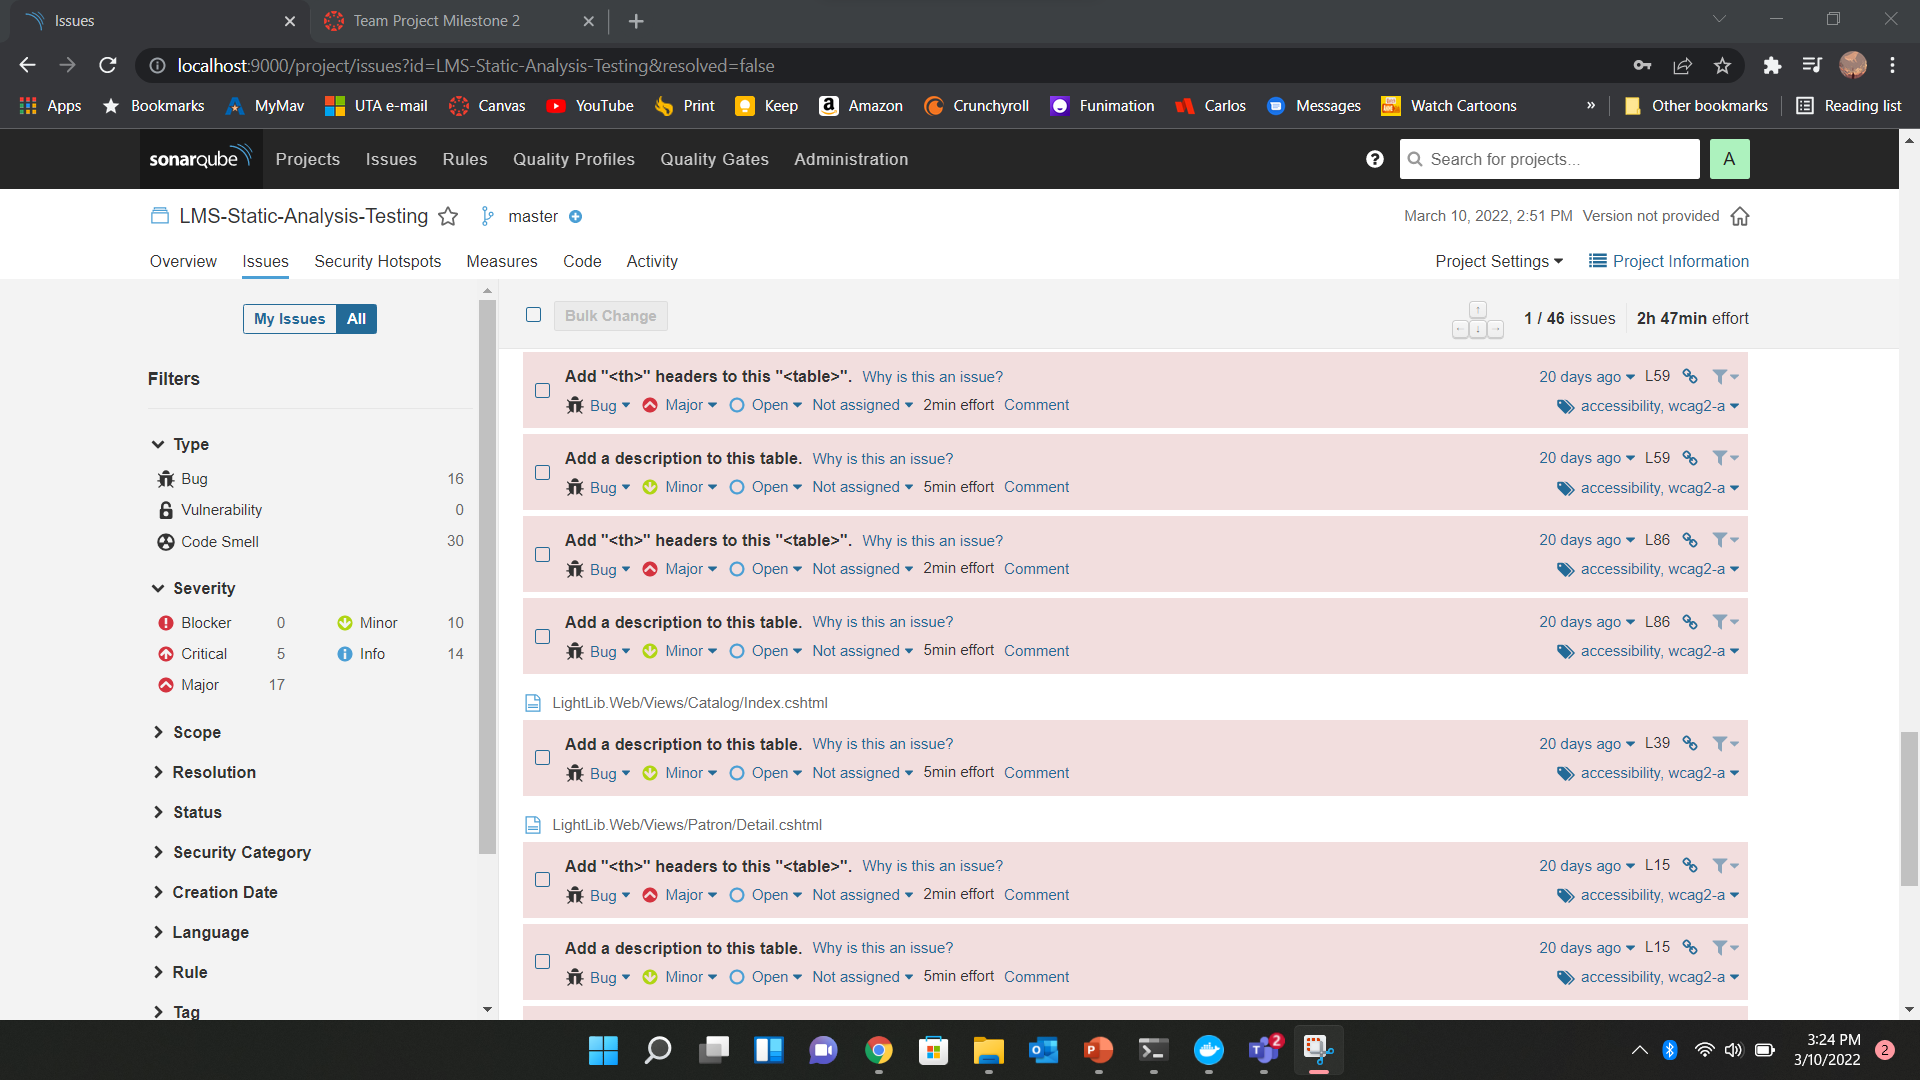 Issues
Team Project Milestone 2
localhost:9000/project/issues?id=LMS-Static-Analysis-Testing&resolved=false
Apps Bookmarks MyMav UTA e-mail Canvas YouTube Print Keep Amazon Crunchyroll Funimation Carlos Messages Watch Cartoons » Other bookmarks Reading list
sonarqube Projects Issues Rules Quality Profiles Quality Gates Administration ? Search for projects... A
LMS-Static-Analysis-Testing master March 10, 2022, 2:51 PM Version not provided
Overview Issues Security Hotspots Measures Code Activity Project Settings Project Information
My Issues All
Bulk Change 1 / 46 issues 2h 47min effort
Filters
Type
Bug 16
Vulnerability 0
Code Smell 30
Severity
Blocker 0 Minor 10
Critical 5 Info 14
Major 17
Scope
Resolution
Status
Security Category
Creation Date
Language
Rule
Tag
Add "<th>" headers to this "<table>". Why is this an issue? 20 days ago L59
Bug Major Open Not assigned 2min effort Comment accessibility, wcag2-a
Add a description to this table. Why is this an issue? 20 days ago L59
Bug Minor Open Not assigned 5min effort Comment accessibility, wcag2-a
Add "<th>" headers to this "<table>". Why is this an issue? 20 days ago L86
Bug Major Open Not assigned 2min effort Comment accessibility, wcag2-a
Add a description to this table. Why is this an issue? 20 days ago L86
Bug Minor Open Not assigned 5min effort Comment accessibility, wcag2-a
LightLib.Web/Views/Catalog/Index.cshtml
Add a description to this table. Why is this an issue? 20 days ago L39
Bug Minor Open Not assigned 5min effort Comment accessibility, wcag2-a
LightLib.Web/Views/Patron/Detail.cshtml
Add "<th>" headers to this "<table>". Why is this an issue? 20 days ago L15
Bug Major Open Not assigned 2min effort Comment accessibility, wcag2-a
Add a description to this table. Why is this an issue? 20 days ago L15
Bug Minor Open Not assigned 5min effort Comment accessibility, wcag2-a
2
3:24 PM
3/10/2022
2